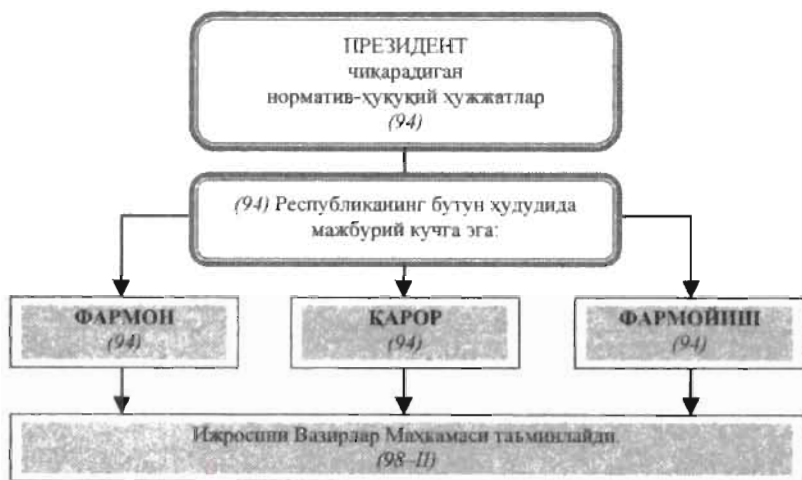 ПРЕЗИДЕНТ
чиқарадиган
норматив-ҳуқуқий ҳужжатлар
(94)
(94) Республиканинг бутун ҳудудида
мажбурий кучга эга:
ФАРМОН
(94)
ҚАРОР
(94)
ФАРМОЙИШ
(94)
Ижросини Вазирлар Маҳкамаси таъминлайди
(98–II)